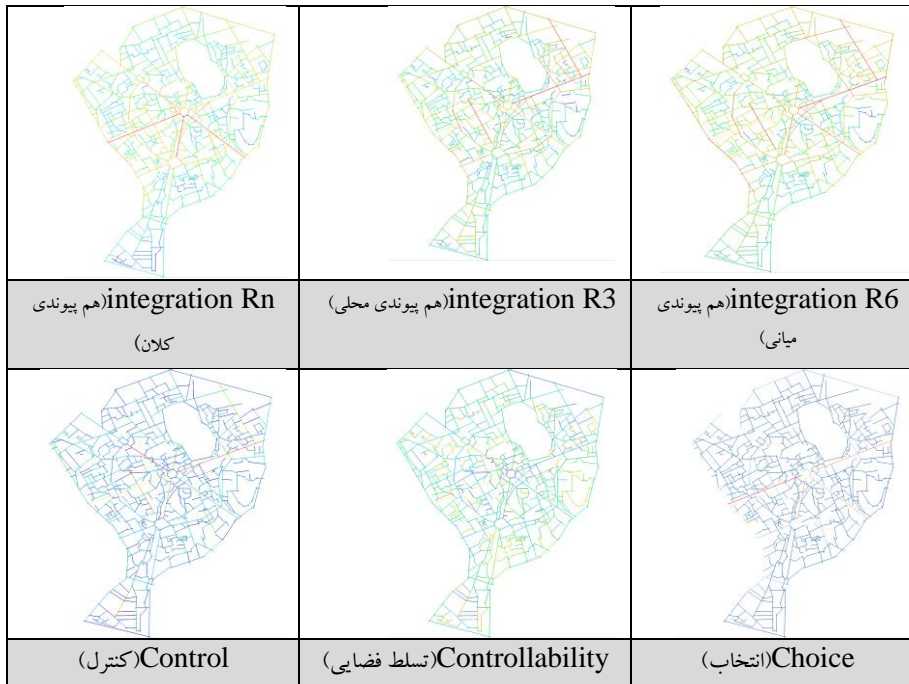 integration Rn(هم پیوندی
کلان)
integration R3(هم پیوندی محلی)
integration R6(هم پیوندی
میانی)
Control(کنترل)
Controllability(تسلط فضایی)
Choice(انتخاب)